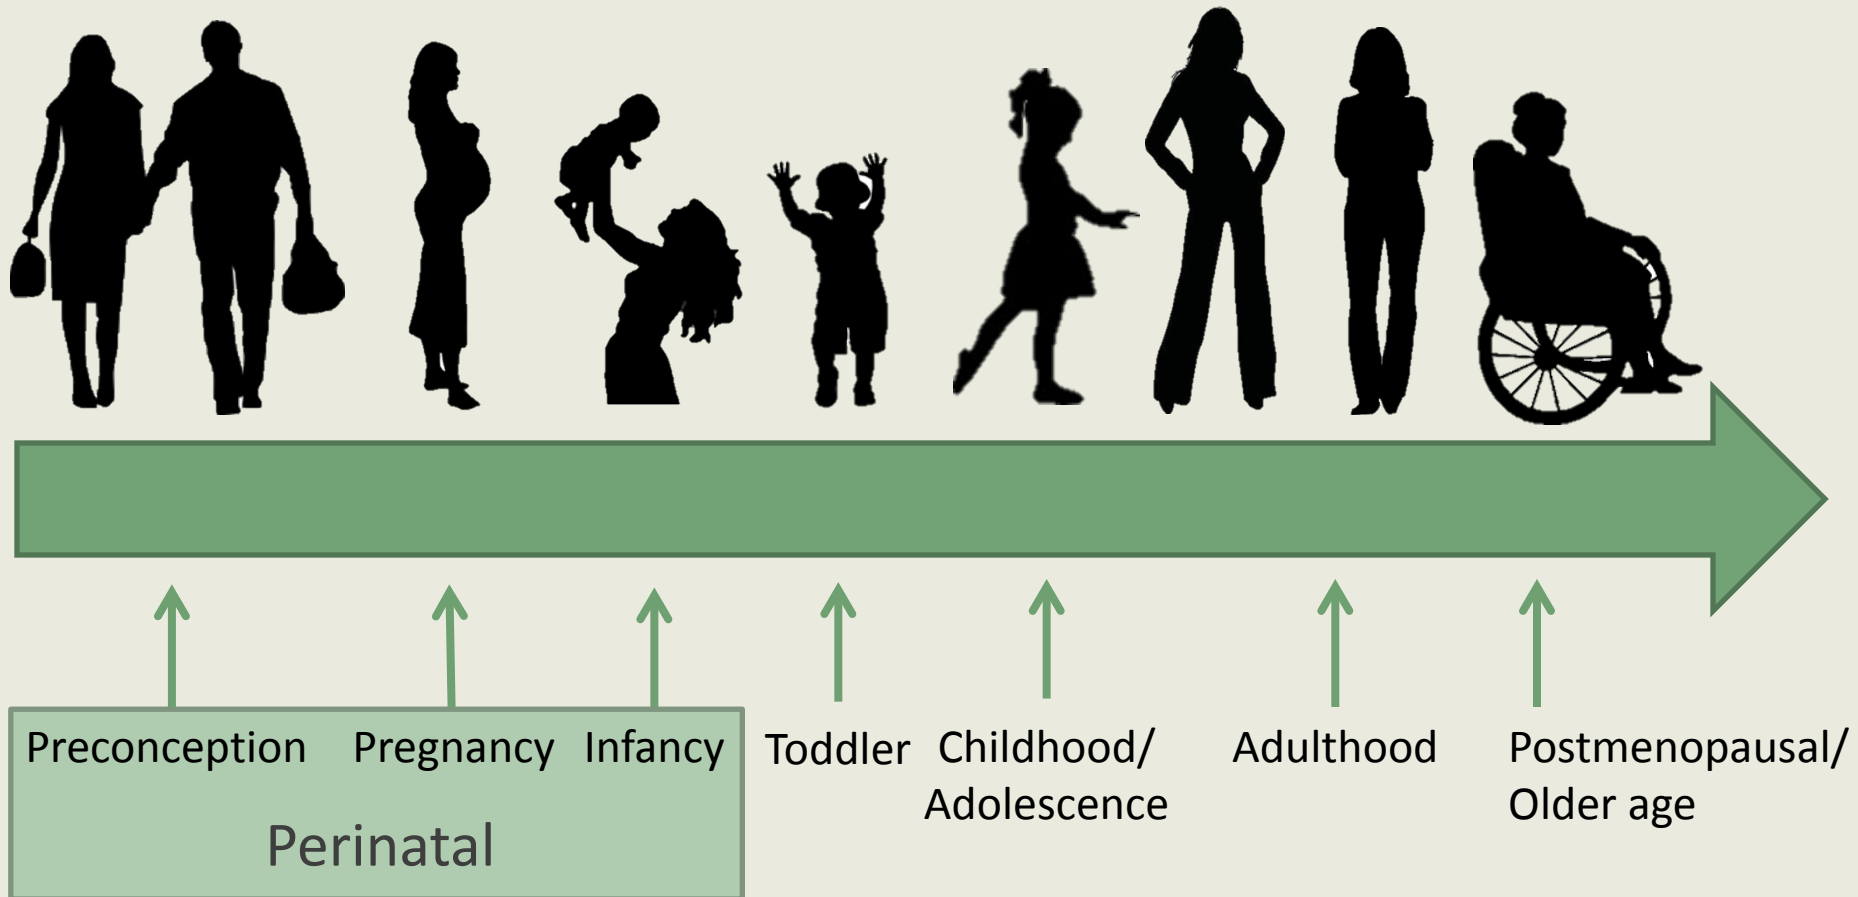 Preconception
Pregnancy
Infancy
Toddler
Childhood/
Adolescence
Adulthood
Postmenopausal/
Older age
Perinatal